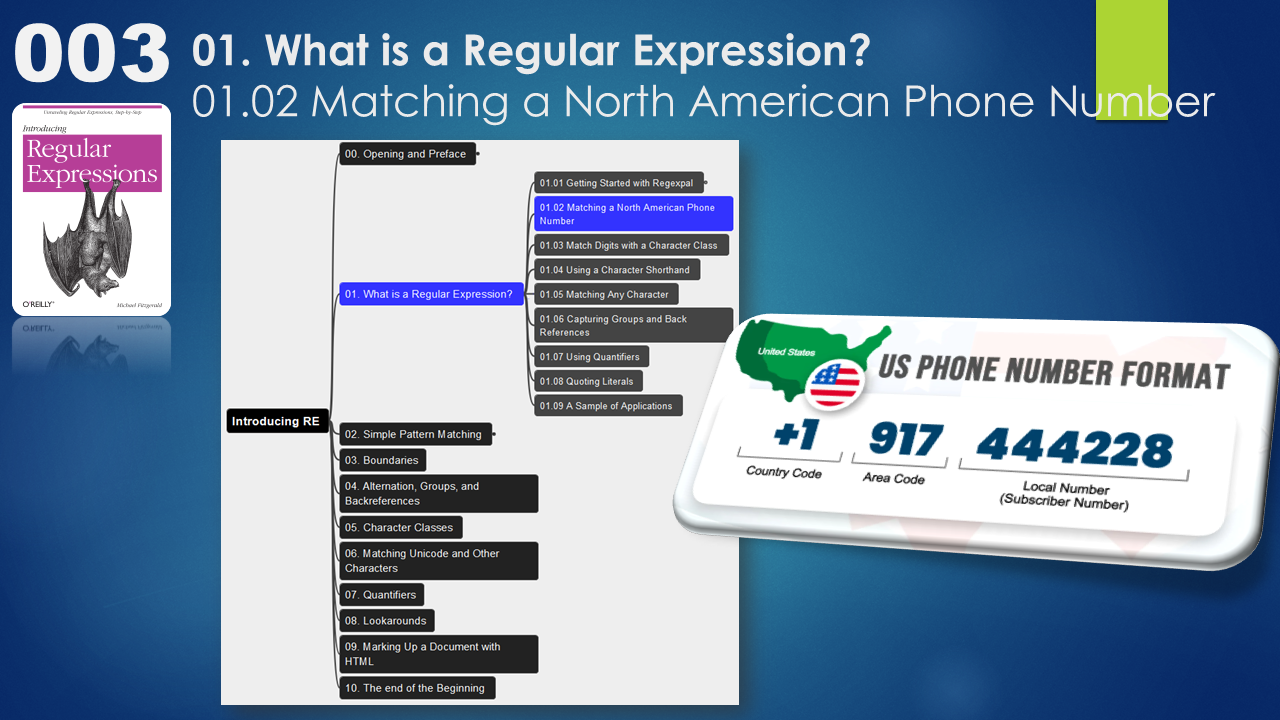 003
01. What is a Regular Expression?
01.02 Matching a North American Phone Number
Unraveling Regular Expressions, Step-by-Step
Introducing
Regular
Expressions
O'REILLY®
Michael Fitzgerald
Introducing RE
00. Opening and Preface
01. What is a Regular Expression?
01.01 Getting Started with Regexpal
01.02 Matching a North American Phone
Number
01.03 Match Digits with a Character Class
01.04 Using a Character Shorthand
01.05 Matching Any Character
01.06 Capturing Groups and Back
References
01.07 Using Quantifiers
01.08 Quoting Literals
01.09 A Sample of Applications
02. Simple Pattern Matching
03. Boundaries
04. Alternation, Groups, and
Backreferences
05. Character Classes
06. Matching Unicode and Other
Characters
07. Quantifiers
08. Lookarounds
09. Marking Up a Document with
HTML
10. The end of the Beginning
United States
US PHONE NUMBER FORMAT
+1 917 444228
Country Code Area Code Local Number
(Subscriber Number)